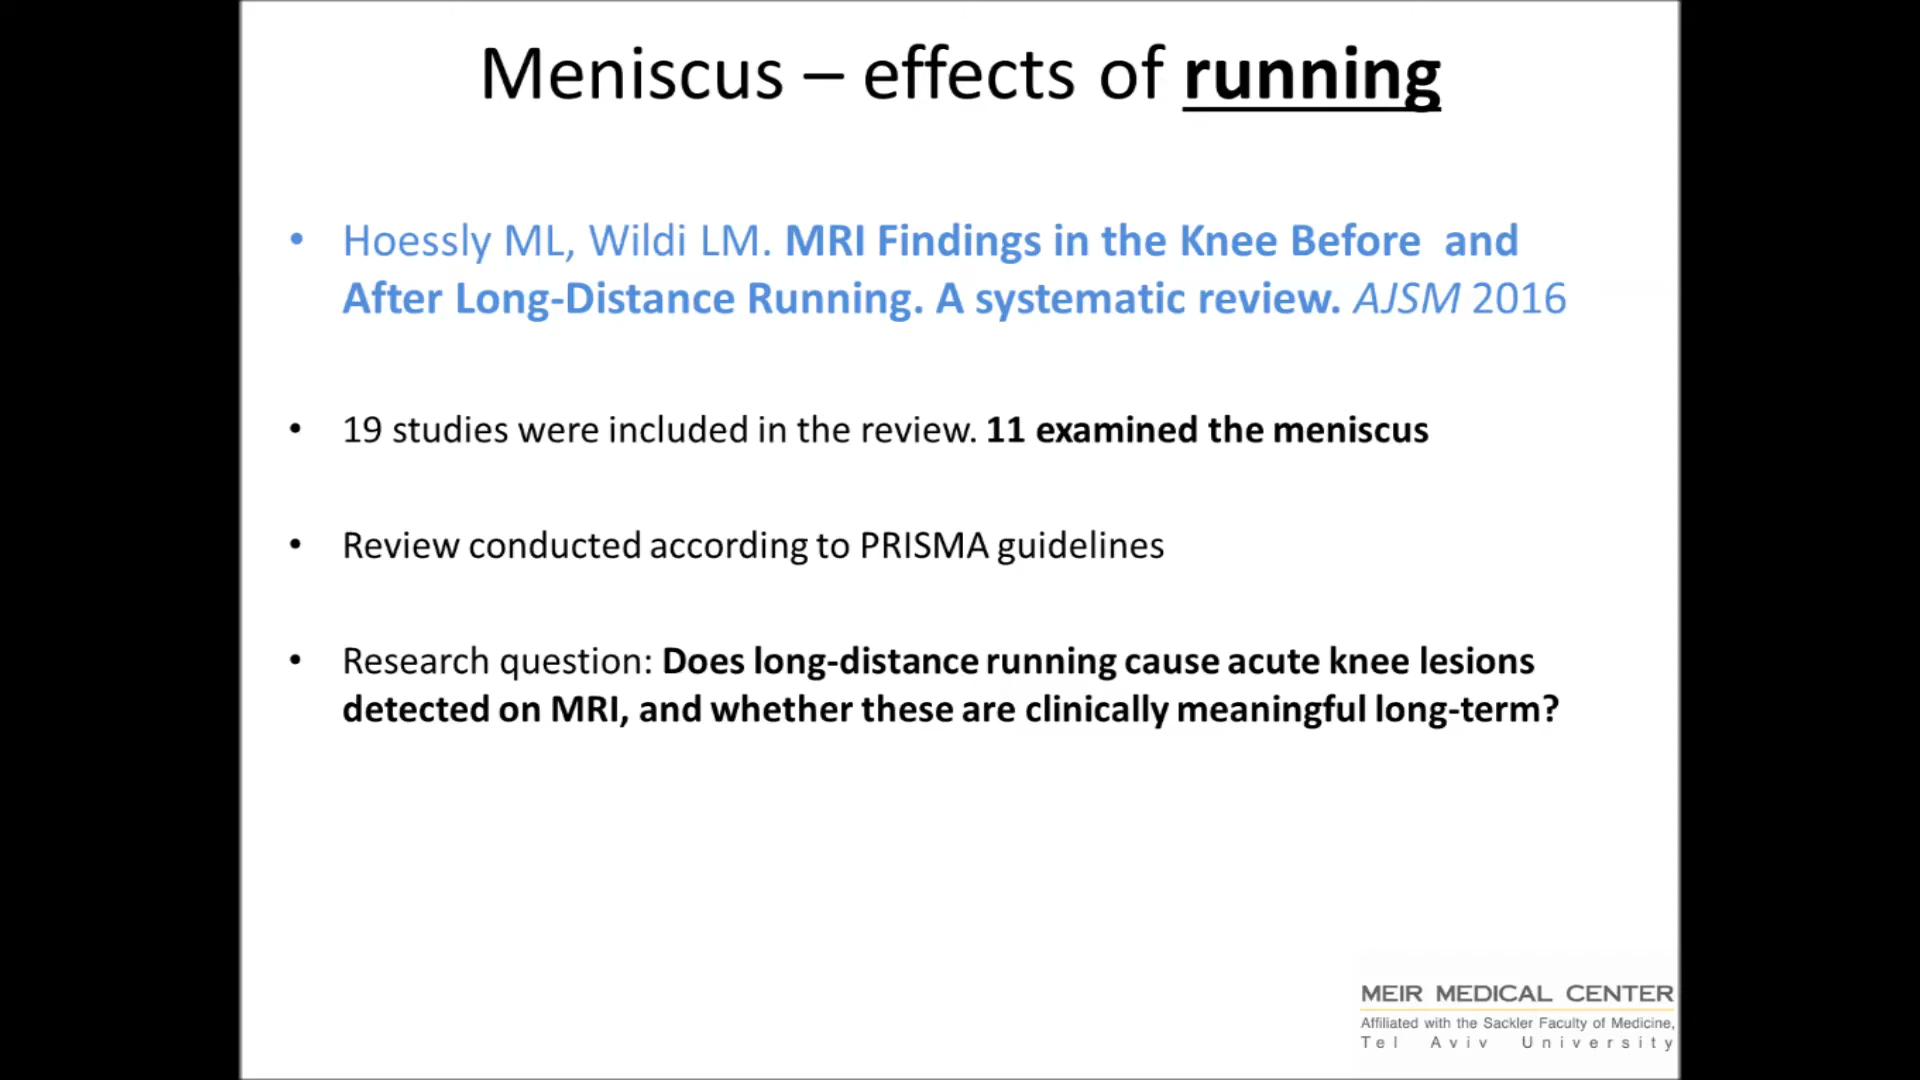 Meniscus – effects of running
• Hoessly ML, Wildi LM. MRI Findings in the Knee Before and
After Long-Distance Running. A systematic review. AJSM 2016
• 19 studies were included in the review. 11 examined the meniscus
• Review conducted according to PRISMA guidelines
• Research question: Does long-distance running cause acute knee lesions
detected on MRI, and whether these are clinically meaningful long-term?
MEIR MEDICAL CENTER
Affiliated with the Sackler Faculty of Medicine,
Tel Aviv University